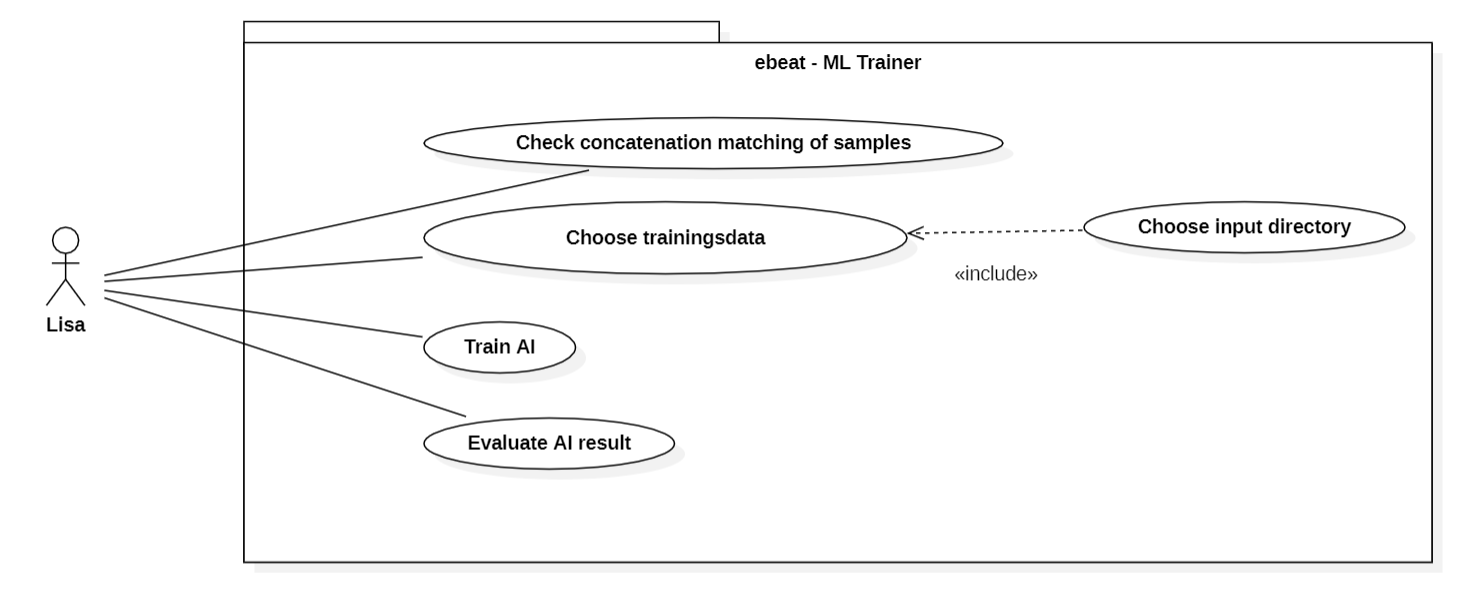 ebeat - ML Trainer
Check concatenation matching of samples
Choose trainingsdata
Choose input directory
«include»
Lisa
Train AI
Evaluate AI result